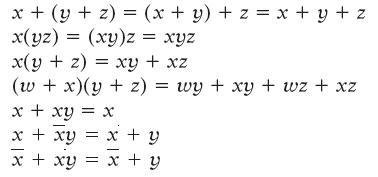 x + (y + z) = (x + y) + z = x + y + z
x(yz) = (xy)z = xyz
x(y + z) = xy + xz
(w + x)(y + z) = wy + xy + wz + xz
x + xy = x
x + x̅y = x + y
x̅ + xy = x̅ + y